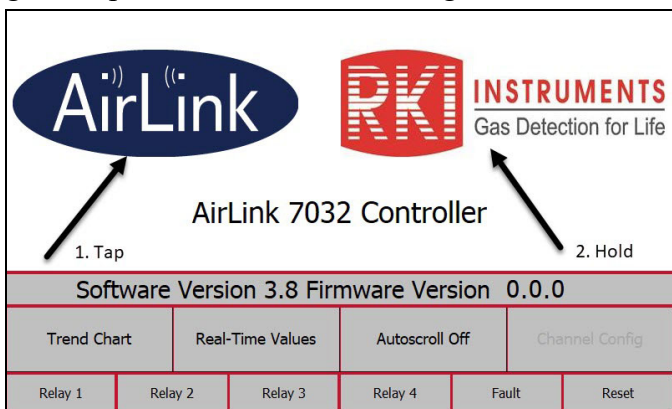 AirLink
RKI INSTRUMENTS
Gas Detection for Life
AirLink 7032 Controller
1. Tap
2. Hold
Software Version 3.8 Firmware Version 0.0.0
Trend Chart Real-Time Values Autoscroll Off Channel Config
Relay 1 Relay 2 Relay 3 Relay 4 Fault Reset